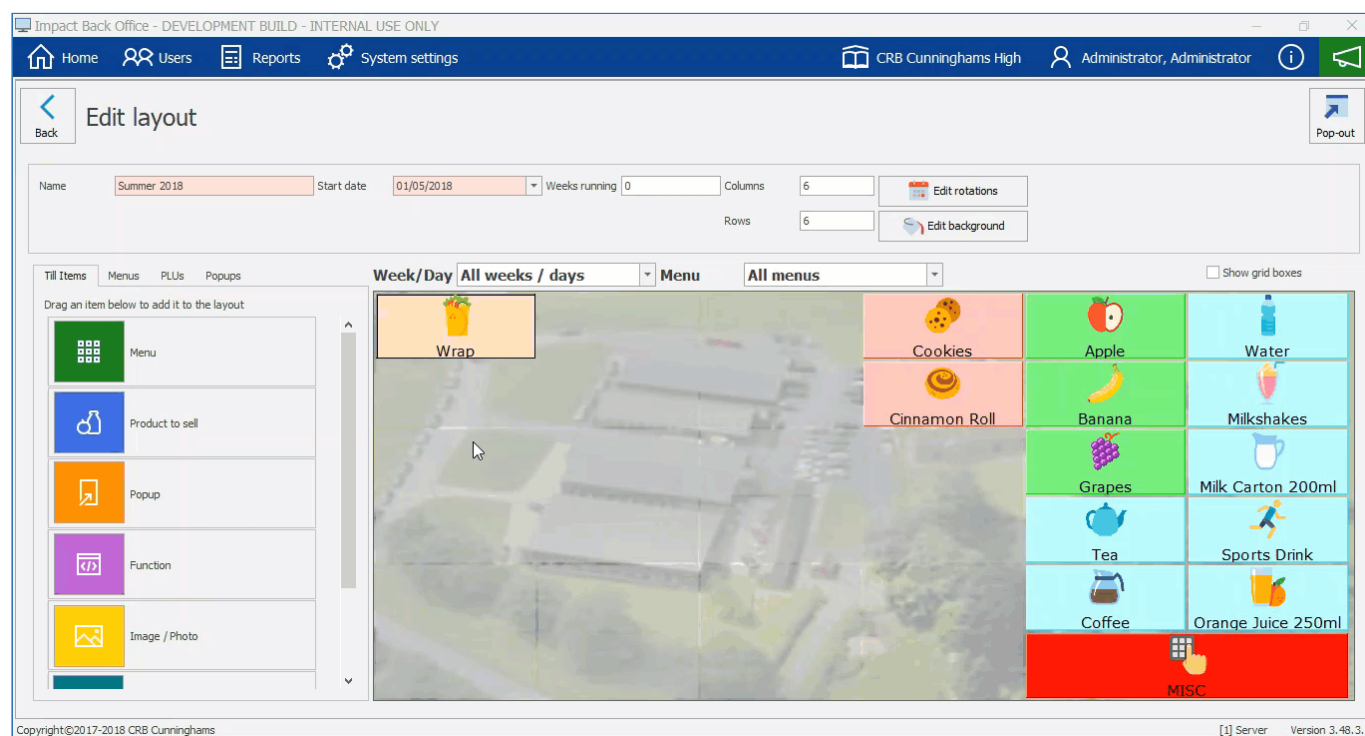 Impact Back Office - DEVELOPMENT BUILD - INTERNAL USE ONLY
Home Users Reports System settings CRB Cunninghams High Administrator, Administrator
Back Edit layout Pop-out
Name Summer 2018 Start date 01/05/2018 Weeks running 0 Columns 6 Edit rotations
Rows 6 Edit background
Till Items Menus PLUs Popups Week/Day All weeks / days Menu All menus Show grid boxes
Drag an item below to add it to the layout
Menu
Product to sell
Popup
Function
Image / Photo
Wrap Cookies Apple Water
Cinnamon Roll Banana Milkshakes
Grapes Milk Carton 200ml
Tea Sports Drink
Coffee Orange Juice 250ml
MISC
Copyright©2017-2018 CRB Cunninghams [1] Server Version 3.48.3.